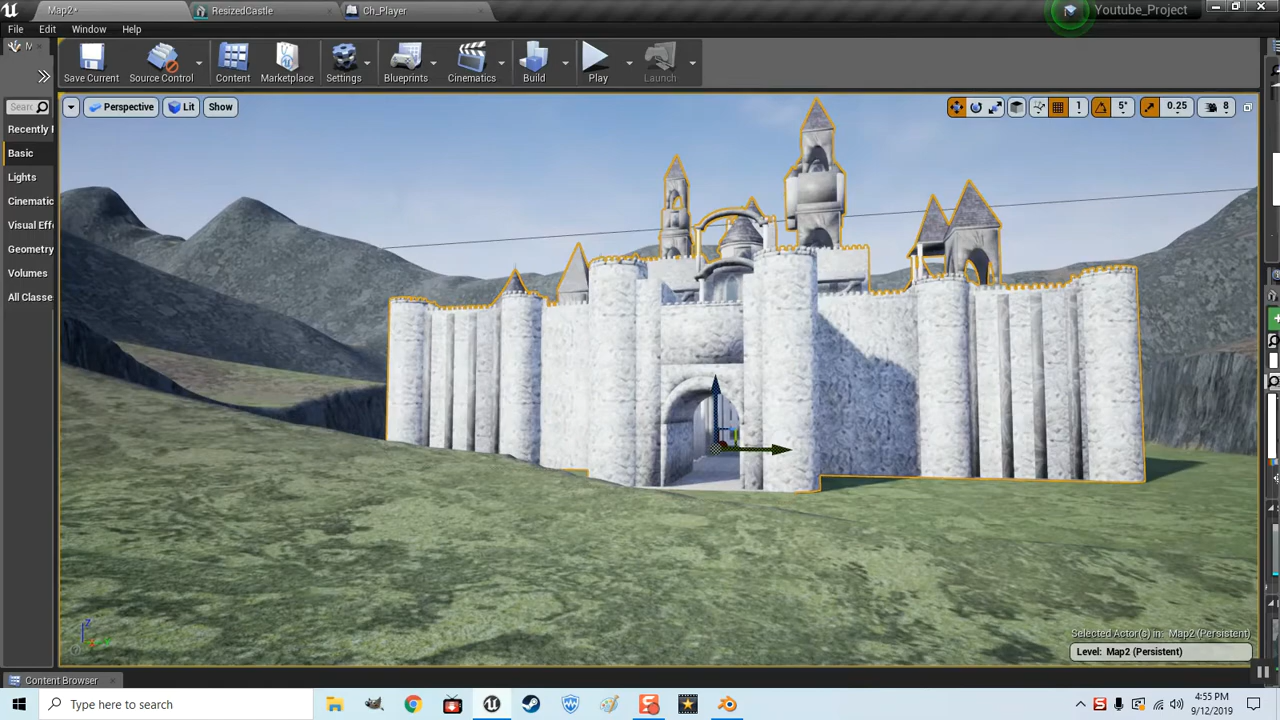 Map2*
ResizedCastle
Ch_Player
Youtube_Project
File Edit Window Help
M
Save Current
Source Control
Content
Marketplace
Settings
Blueprints
Cinematics
Build
Play
Launch
Perspective
Lit
Show
1
5°
0.25
8
Recently
Basic
Lights
Cinematic
Visual Effe
Geometry
Volumes
All Classe
Z
Selected Actor(s) in: Map2 (Persistent)
Level: Map2 (Persistent)
Content Browser
Type here to search
4:55 PM
9/12/2019